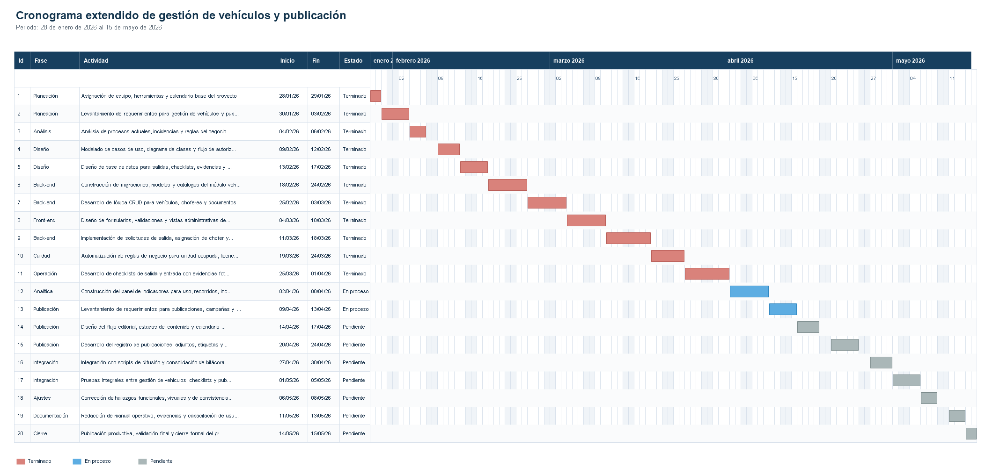 Cronograma extendido de gestión de vehículos y publicación
Periodo: 28 de enero de 2026 al 15 de mayo de 2026
Id Fase Actividad Inicio Fin Estado enero 2 febrero 2026 marzo 2026 abril 2026 mayo 2026
02 09 16 23 02 09 16 23 30 06 13 20 27 04 11
1 Planeación Asignación de equipo, herramientas y calendario base del proyecto 28/01/26 29/01/26 Terminado
2 Planeación Levantamiento de requerimientos para gestión de vehículos y pub... 30/01/26 03/02/26 Terminado
3 Análisis Análisis de procesos actuales, incidencias y reglas del negocio 04/02/26 06/02/26 Terminado
4 Diseño Modelado de casos de uso, diagrama de clases y flujo de autoriz... 09/02/26 12/02/26 Terminado
5 Diseño Diseño de base de datos para salidas, checklists, evidencias y ... 13/02/26 17/02/26 Terminado
6 Back-end Construcción de migraciones, modelos y catálogos del módulo veh... 18/02/26 24/02/26 Terminado
7 Back-end Desarrollo de lógica CRUD para vehículos, choferes y documentos 25/02/26 03/03/26 Terminado
8 Front-end Diseño de formularios, validaciones y vistas administrativas de... 04/03/26 10/03/26 Terminado
9 Back-end Implementación de solicitudes de salida, asignación de chofer y... 11/03/26 18/03/26 Terminado
10 Calidad Automatización de reglas de negocio para unidad ocupada, licenc... 19/03/26 24/03/26 Terminado
11 Operación Desarrollo de checklists de salida y entrada con evidencias fot... 25/03/26 01/04/26 Terminado
12 Analítica Construcción del panel de indicadores para uso, recorridos, inc... 02/04/26 08/04/26 En proceso
13 Publicación Levantamiento de requerimientos para publicaciones, campañas y ... 09/04/26 13/04/26 En proceso
14 Publicación Diseño del flujo editorial, estados del contenido y calendario ... 14/04/26 17/04/26 Pendiente
15 Publicación Desarrollo del registro de publicaciones, adjuntos, etiquetas y... 20/04/26 24/04/26 Pendiente
16 Integración Integración con scripts de difusión y consolidación de bitácora... 27/04/26 30/04/26 Pendiente
17 Integración Pruebas integrales entre gestión de vehículos, checklists y pub... 01/05/26 05/05/26 Pendiente
18 Ajustes Corrección de hallazgos funcionales, visuales y de consistencia... 06/05/26 08/05/26 Pendiente
19 Documentación Redacción de manual operativo, evidencias y capacitación de usu... 11/05/26 13/05/26 Pendiente
20 Cierre Publicación productiva, validación final y cierre formal del pr... 14/05/26 15/05/26 Pendiente
Terminado En proceso Pendiente